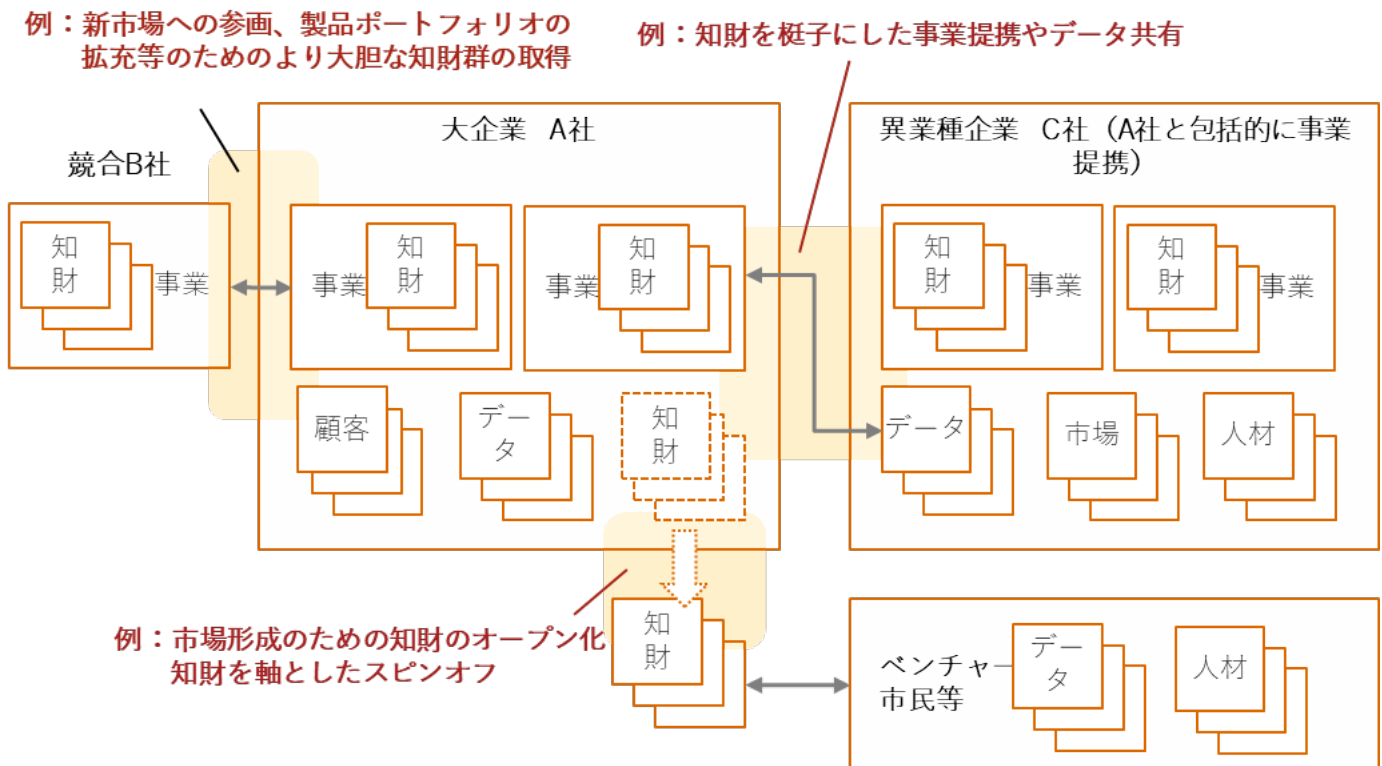 例：新市場への参画、製品ポートフォリオの
拡充等のためのより大胆な知財群の取得
例：知財を梃子にした事業提携やデータ共有
競合B社
大企業　A社
異業種企業　C社（A社と包括的に事業
提携）
知
財
事業
事業
知
財
事業
知
財
知
財
事業
知
財
事業
顧客
デー
タ
知
財
データ
市場
人材
例：市場形成のための知財のオープン化
知財を軸としたスピンオフ
知
財
ベンチャー
市民等
デー
タ
人材